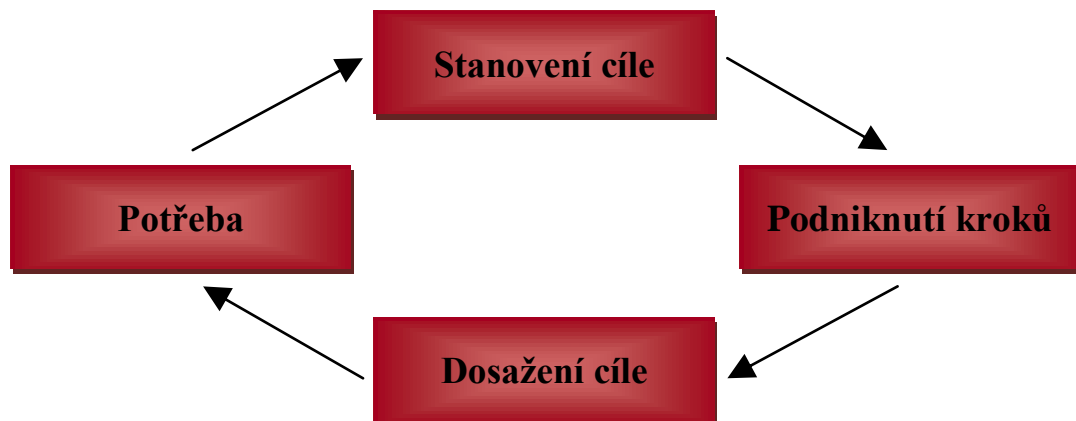 Stanovení cíle
Potřeba
Podniknutí kroků
Dosažení cíle